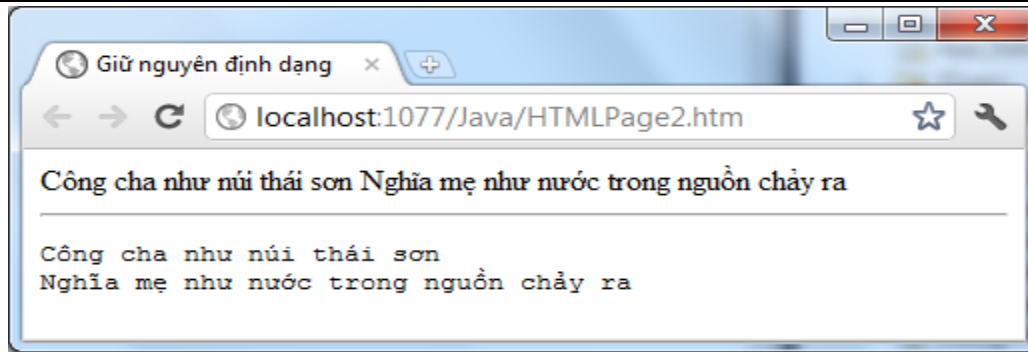 Giữ nguyên định dạng
localhost:1077/Java/HTMLPage2.htm
Công cha như núi thái sơn Nghĩa mẹ như nước trong nguồn chảy ra
Công cha như núi thái sơn
Nghĩa mẹ như nước trong nguồn chảy ra